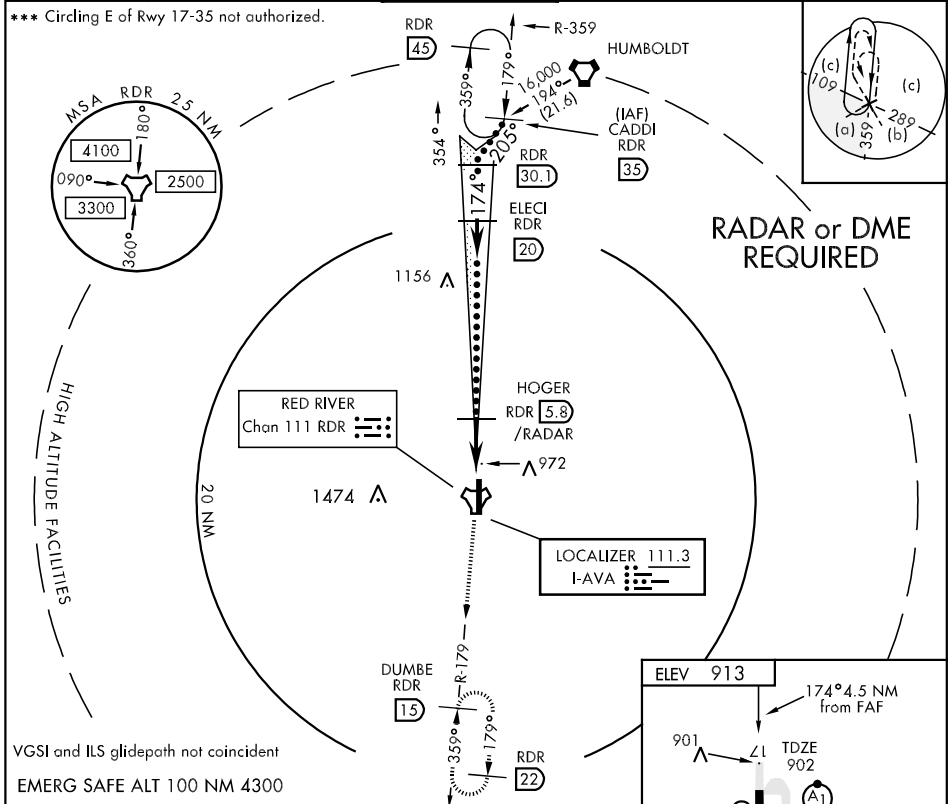 *** Circling E of Rwy 17-35 not authorized.
MSA RDR 25 NM
180°
4100
090°
2500
3300
360°
RDR
45
R-359
359°
179°
HUMBOLDT
16,000
194°
(21.6)
(IAF)
CADDI
RDR
35
354°
205°
RDR
30.1
174°
ELECI
RDR
20
(c)
109
(c)
(a)
359
(b)
289
RADAR or DME
REQUIRED
1156
HIGH ALTITUDE FACILITIES
20 NM
RED RIVER
Chan 111 RDR
HOGER
RDR 5.8
/RADAR
972
1474
LOCALIZER 111.3
I-AVA
R-179
DUMBE
RDR
15
359°
179°
RDR
22
VGSI and ILS glidepath not coincident
EMERG SAFE ALT 100 NM 4300
ELEV 913
174° 4.5 NM
from FAF
901
17
TDZE
902
A1